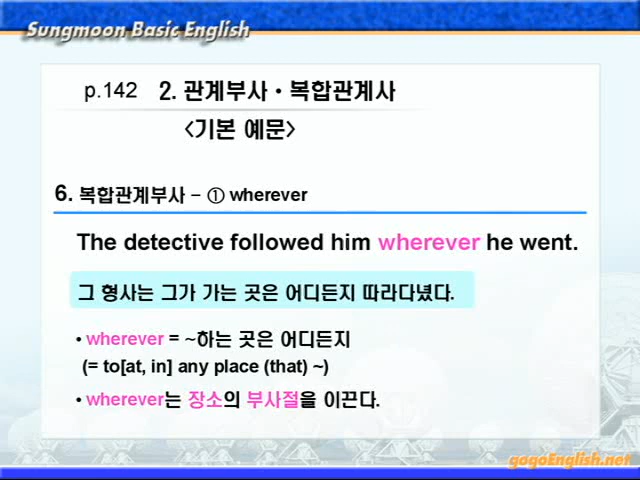 Sungmoon Basic English
p.142 2. 관계부사 • 복합관계사
<기본 예문>
6. 복합관계부사 – ① wherever
The detective followed him wherever he went.
그 형사는 그가 가는 곳은 어디든지 따라다녔다.
• wherever = ~하는 곳은 어디든지
(= to[at, in] any place (that) ~)
• wherever는 장소의 부사절을 이끈다.
gogoEnglish.net